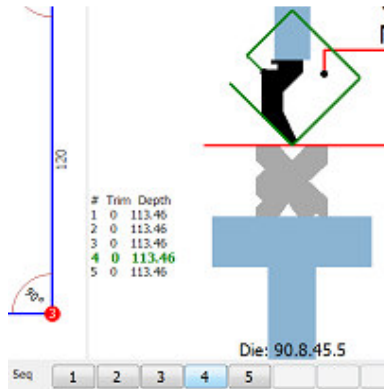 120
# Trim Depth
1 0 113.46
2 0 113.46
3 0 113.46
4 0 113.46
5 0 113.46
90°
3
Die: 90.8.45.5
Seq 1 2 3 4 5